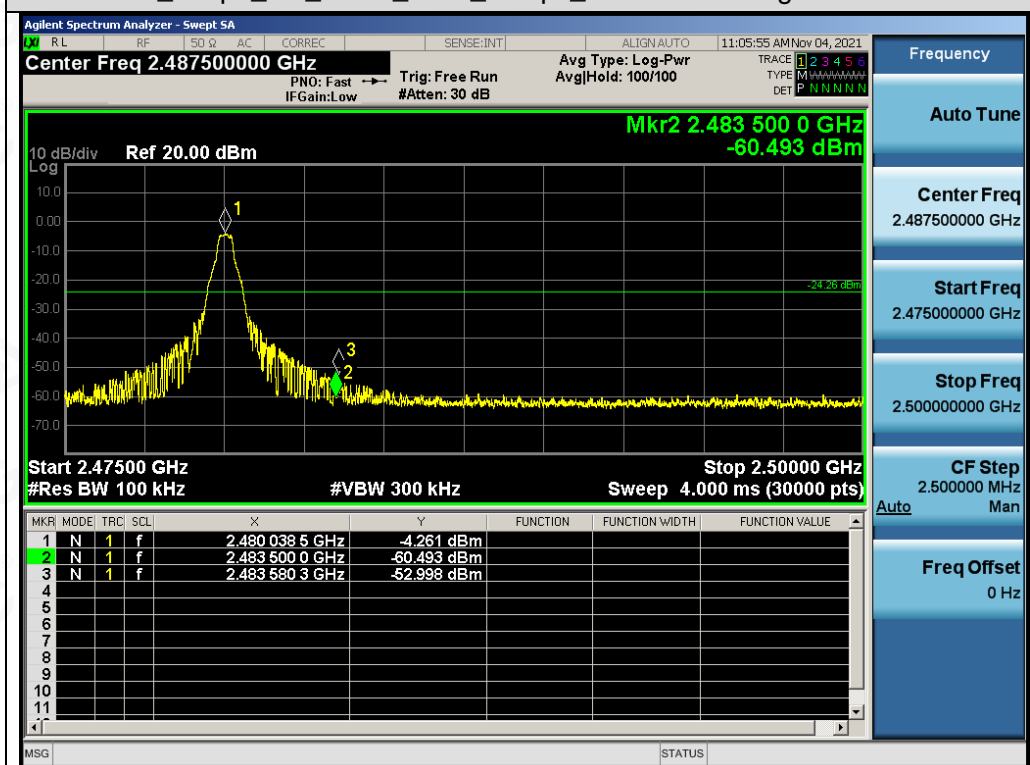 Agilent Spectrum Analyzer - Swept SA
LXI RL RF 50 Ω AC CORREC SENSE:INT ALIGN AUTO 11:05:55 AM Nov 04, 2021
Center Freq 2.487500000 GHz
PNO: Fast
IFGain:Low
Trig: Free Run
#Atten: 30 dB
Avg Type: Log-Pwr
Avg|Hold: 100/100
TRACE 1 2 3 4 5 6
TYPE M WWWWW
DET P N N N N N
Frequency
Mkr2 2.483 500 0 GHz
-60.493 dBm
10 dB/div Ref 20.00 dBm
Log
10.0
0.00
-10.0
-20.0
-30.0
-40.0
-50.0
-60.0
-70.0
1
-24.26 dBm
3
2
Start 2.47500 GHz Stop 2.50000 GHz
#Res BW 100 kHz #VBW 300 kHz Sweep 4.000 ms (30000 pts)
MKR MODE TRC SCL X Y FUNCTION FUNCTION WIDTH FUNCTION VALUE
1 N 1 f 2.480 038 5 GHz -4.261 dBm
2 N 1 f 2.483 500 0 GHz -60.493 dBm
3 N 1 f 2.483 580 3 GHz -52.998 dBm
4
5
6
7
8
9
10
11
Auto Tune
Center Freq
2.487500000 GHz
Start Freq
2.475000000 GHz
Stop Freq
2.500000000 GHz
CF Step
2.500000 MHz
Auto Man
Freq Offset
0 Hz
MSG STATUS